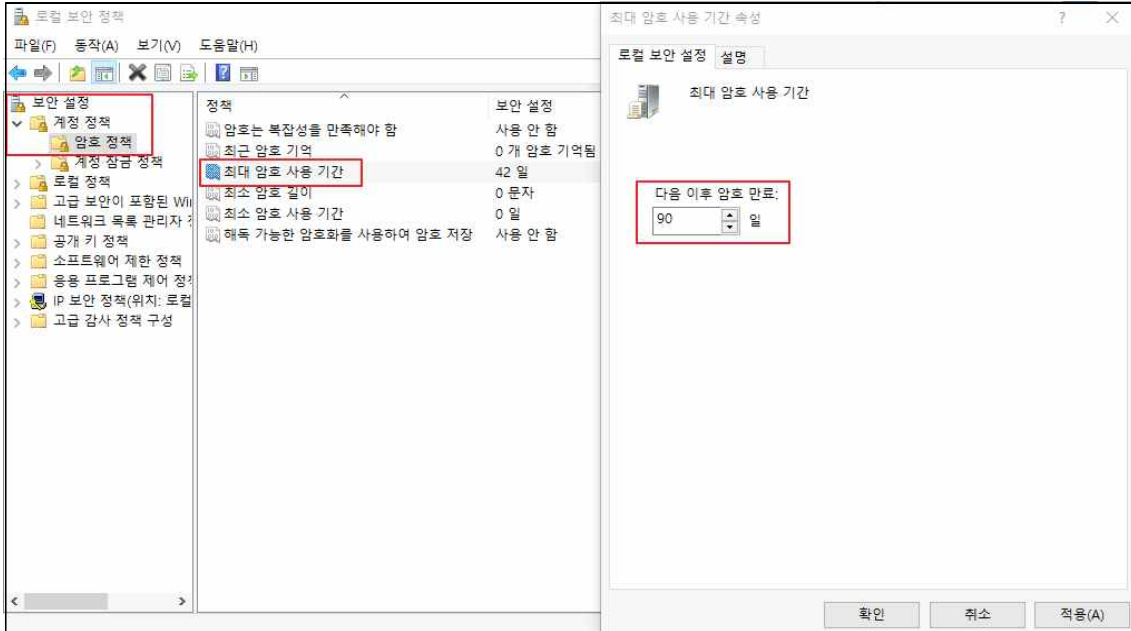 로컬 보안 정책
파일(F) 동작(A) 보기(V) 도움말(H)
보안 설정
계정 정책
암호 정책
계정 잠금 정책
로컬 정책
고급 보안이 포함된 Wi
네트워크 목록 관리자
공개 키 정책
소프트웨어 제한 정책
응용 프로그램 제어 정
IP 보안 정책(위치: 로컬
고급 감사 정책 구성
정책 보안 설정
암호는 복잡성을 만족해야 함 사용 안 함
최근 암호 기억 0 개 암호 기억됨
최대 암호 사용 기간 42 일
최소 암호 길이 0 문자
최소 암호 사용 기간 0 일
해독 가능한 암호화를 사용하여 암호 저장 사용 안 함
최대 암호 사용 기간 속성
로컬 보안 설정 설명
최대 암호 사용 기간
다음 이후 암호 만료:
90 일
확인 취소 적용(A)